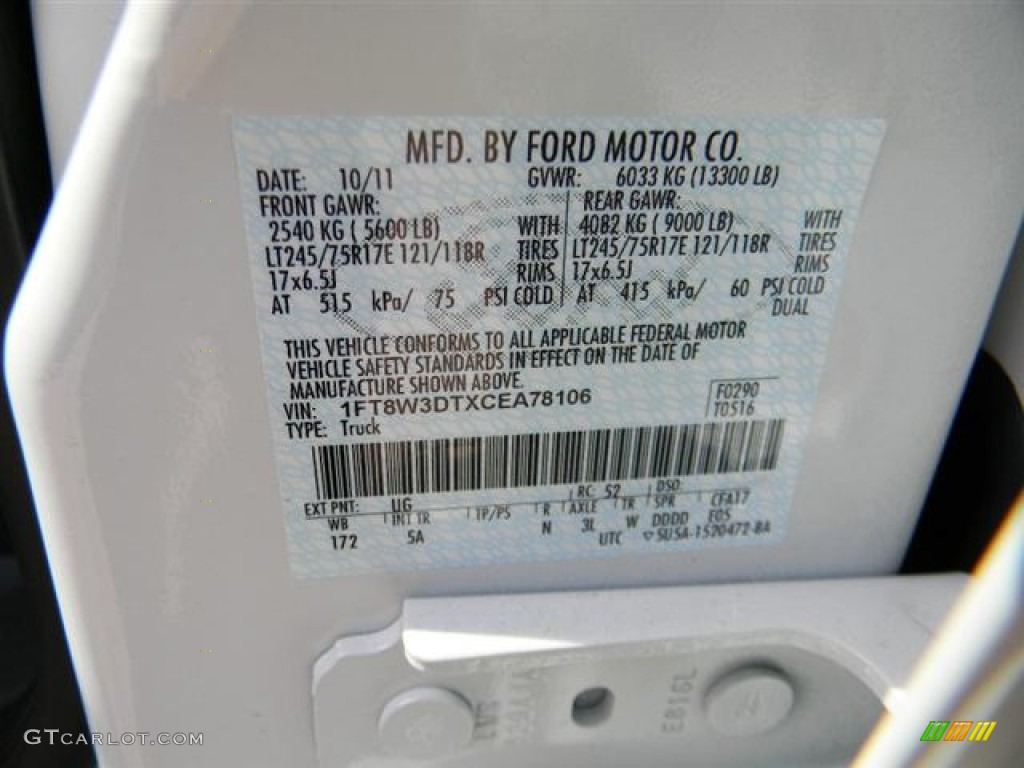 MFD. BY FORD MOTOR CO.
DATE: 10/11 GVWR: 6033 KG (13300 LB)
FRONT GAWR: REAR GAWR:
2540 KG ( 5600 LB) WITH 4082 KG ( 9000 LB) WITH
LT245/75R17E 121/118R TIRES LT245/75R17E 121/118R TIRES
17x6.5J RIMS 17x6.5J RIMS
AT 515 kPa/ 75 PSI COLD AT 415 kPa/ 60 PSI COLD
DUAL
THIS VEHICLE CONFORMS TO ALL APPLICABLE FEDERAL MOTOR
VEHICLE SAFETY STANDARDS IN EFFECT ON THE DATE OF
MANUFACTURE SHOWN ABOVE.
VIN: 1FT8W3DTXCEA78106 F0290
TYPE: Truck T0516
EXT PNT: UG RC: 52 DSO:
WB INT TR TP/PS R AXLE TR SPR CFA17
172 5A N 3L W DDDD F05
UTC SU5A-1520472-BA
E816L
GTCARLOT.COM